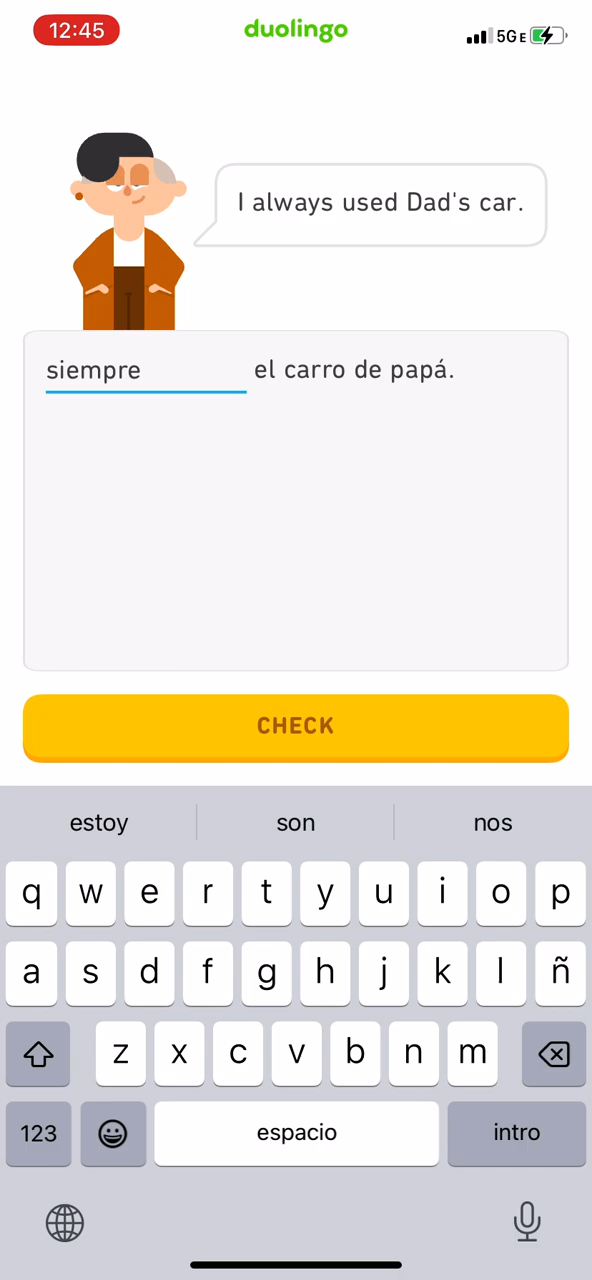 12:45
duolingo
5GE
I always used Dad's car.
siempre el carro de papá.
CHECK
estoy son nos
q w e r t y u i o p
a s d f g h j k l ñ
z x c v b n m
123 espacio intro